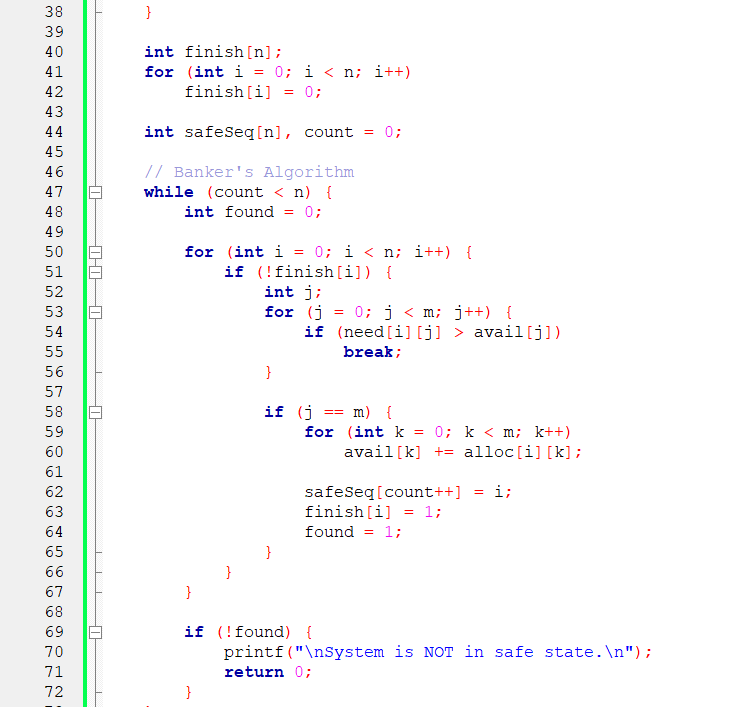 38 }
39
40 int finish[n];
41 for (int i = 0; i < n; i++)
42 finish[i] = 0;
43
44 int safeSeq[n], count = 0;
45
46 // Banker's Algorithm
47 while (count < n) {
48 int found = 0;
49
50 for (int i = 0; i < n; i++) {
51 if (!finish[i]) {
52 int j;
53 for (j = 0; j < m; j++) {
54 if (need[i][j] > avail[j])
55 break;
56 }
57
58 if (j == m) {
59 for (int k = 0; k < m; k++)
60 avail[k] += alloc[i][k];
61
62 safeSeq[count++] = i;
63 finish[i] = 1;
64 found = 1;
65 }
66 }
67 }
68
69 if (!found) {
70 printf("\nSystem is NOT in safe state.\n");
71 return 0;
72 }